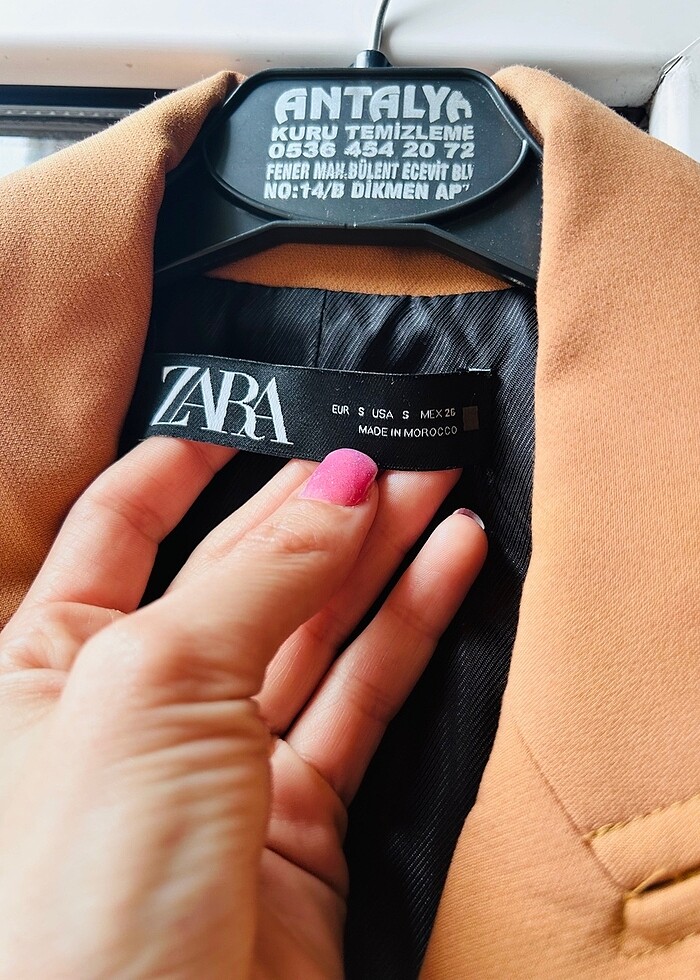 ANTALYA
KURU TEMİZLEME
0536 454 20 72
FENER MAH.BÜLENT ECEVİT BLV
NO:14/B DİKMEN AP
ZARA
EUR S USA S MEX 26
MADE IN MOROCCO